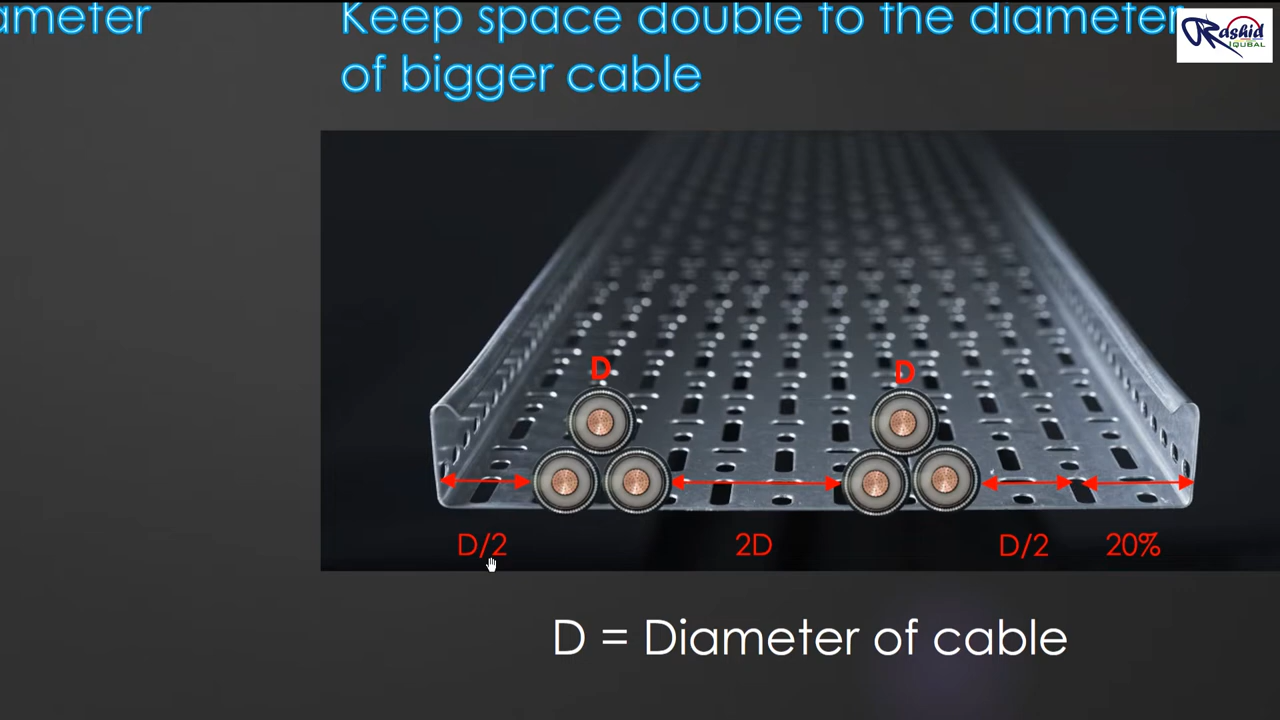 ameter
Keep space double to the diameter
of bigger cable
Rashid
IQUBAL
D
D
D/2
2D
D/2
20%
D = Diameter of cable